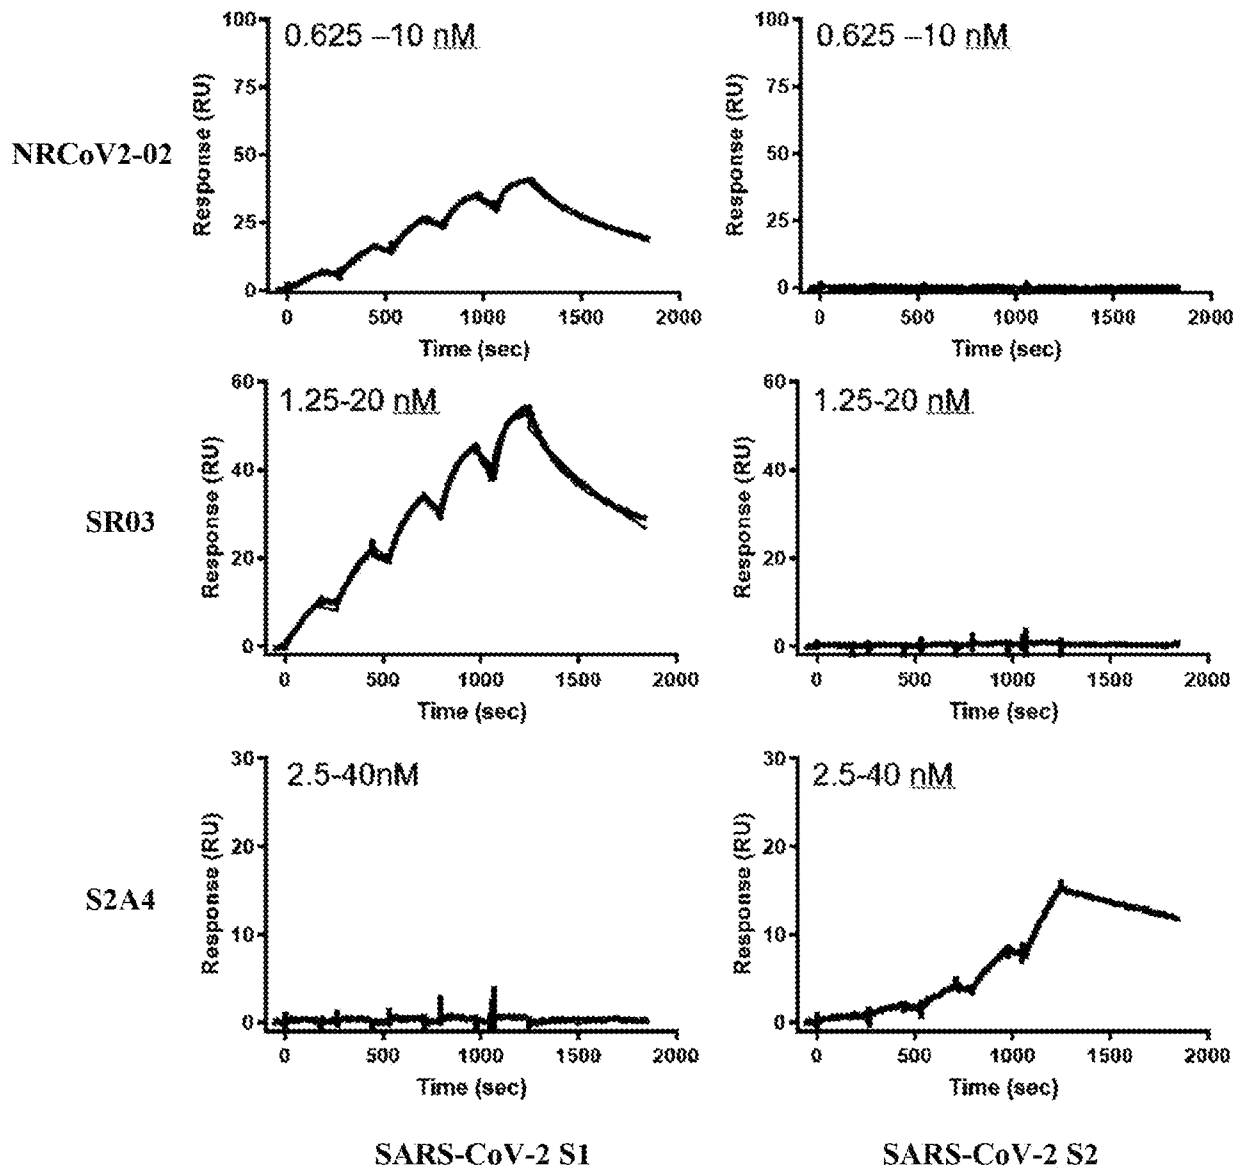 NRCoV2-02
0.625 –10 nM
Response (RU)
100
75
50
25
0
0 500 1000 1500 2000
Time (sec)
0.625 –10 nM
Response (RU)
100
75
50
25
0
0 500 1000 1500 2000
Time (sec)
SR03
1.25-20 nM
Response (RU)
60
40
20
0
0 500 1000 1500 2000
Time (sec)
1.25-20 nM
Response (RU)
60
40
20
0
0 500 1000 1500 2000
Time (sec)
S2A4
2.5-40nM
Response (RU)
30
20
10
0
0 500 1000 1500 2000
Time (sec)
2.5-40 nM
Response (RU)
30
20
10
0
0 500 1000 1500 2000
Time (sec)
SARS-CoV-2 S1
SARS-CoV-2 S2